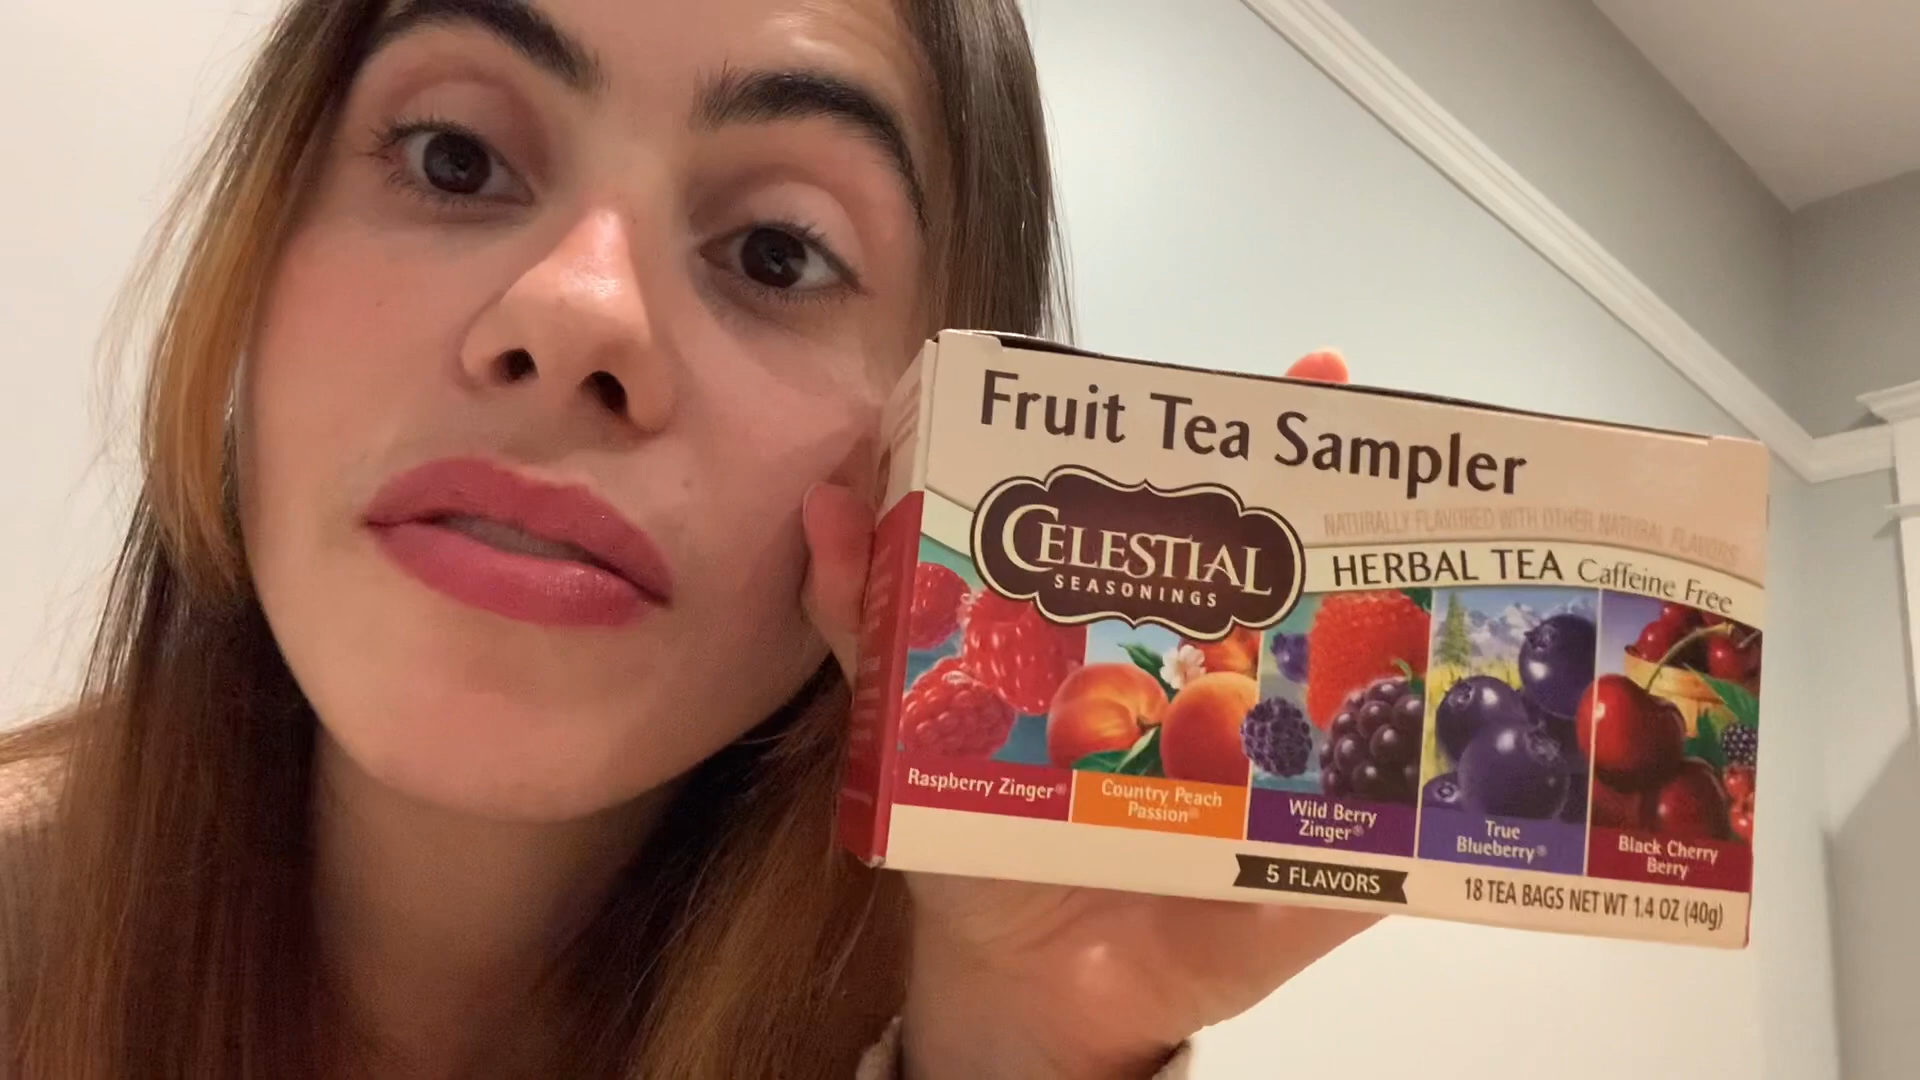 Fruit Tea Sampler
CELESTIAL
SEASONINGS
NATURALLY FLAVORED WITH OTHER NATURAL FLAVORS
HERBAL TEA Caffeine Free
Raspberry Zinger®
Country Peach
Passion®
Wild Berry
Zinger®
True
Blueberry®
Black Cherry
Berry
5 FLAVORS
18 TEA BAGS NET WT 1.4 OZ (40g)